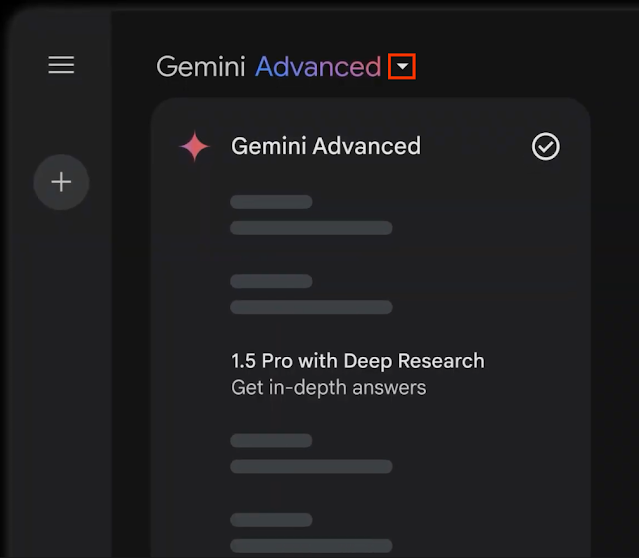 Gemini Advanced
Gemini Advanced
1.5 Pro with Deep Research
Get in-depth answers